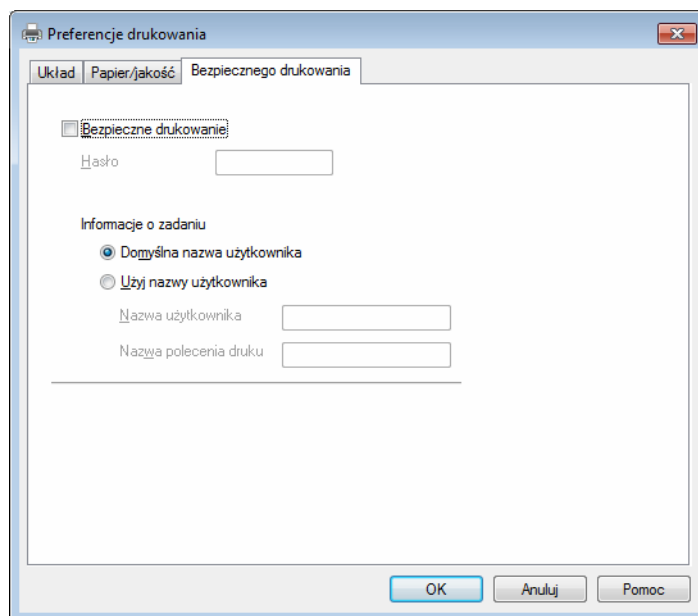 Preferencje drukowania
Układ Papier/jakość Bezpiecznego drukowania
Bezpieczne drukowanie
Hasło
Informacje o zadaniu
Domyślna nazwa użytkownika
Użyj nazwy użytkownika
Nazwa użytkownika
Nazwa polecenia druku
OK Anuluj Pomoc